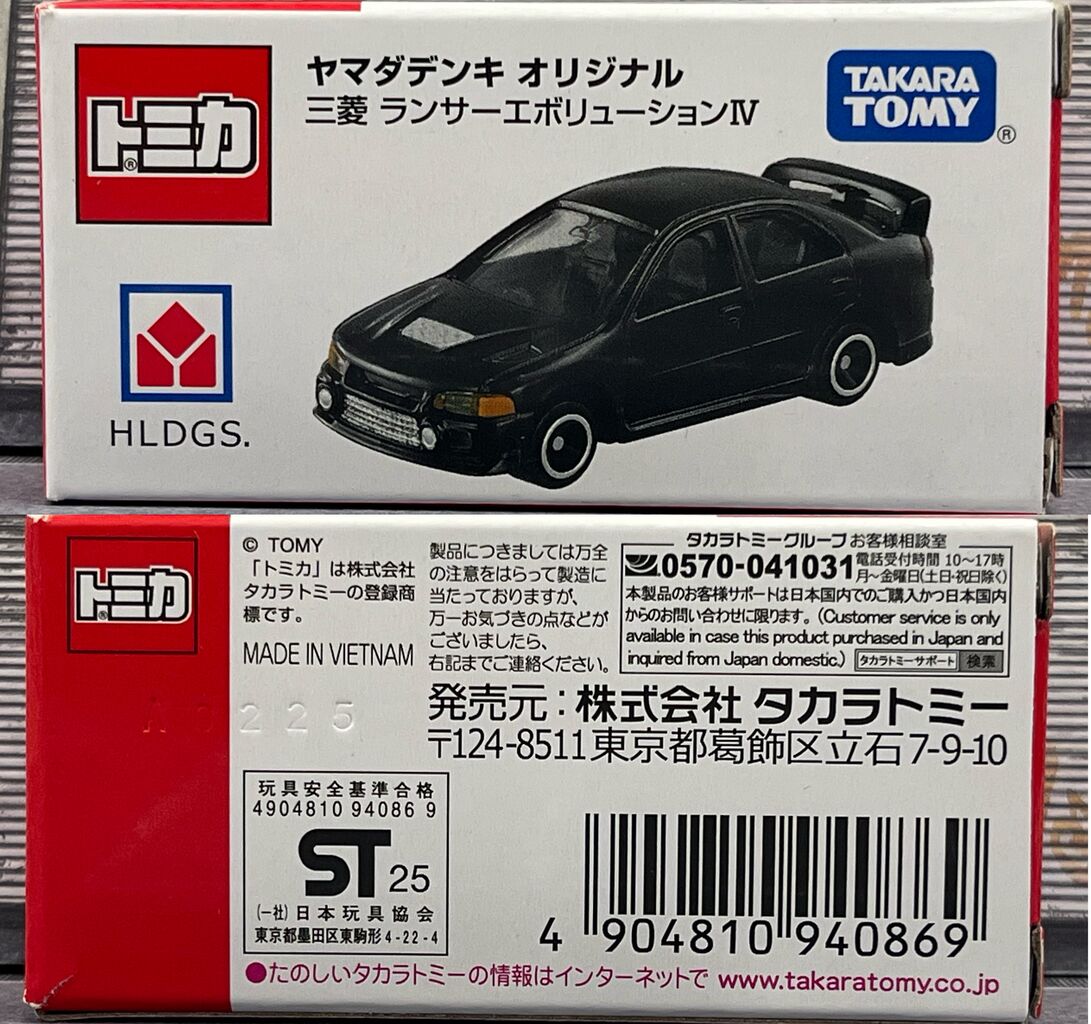 トミカ®
ヤマダデンキ オリジナル
三菱 ランサーエボリューションⅣ
TAKARA
TOMY®
HLDGS.
トミカ®
© TOMY
「トミカ」は株式会社
タカラトミーの登録商
標です。
MADE IN VIETNAM
製品につきましては万全
の注意をはらって製造に
当たっておりますが、
万一お気づきの点などが
ございましたら、
右記までご連絡ください。
タカラトミーグループ お客様相談室
0570-041031 電話受付時間 10〜17時
月〜金曜日(土日・祝日除く)
本製品のお客様サポートは日本国内でのご購入かつ日本国内
からのお問い合わせに限ります。(Customer service is only
available in case this product purchased in Japan and
inquired from Japan domestic.) タカラトミーサポート 検索
発売元：株式会社 タカラトミー
〒124-8511 東京都葛飾区立石7-9-10
玩具安全基準合格
4904810 94086 9
ST 25
(一社) 日本玩具協会
東京都墨田区東駒形 4-22-4
4 904810 940869
●たのしいタカラトミーの情報はインターネットで www.takaratomy.co.jp